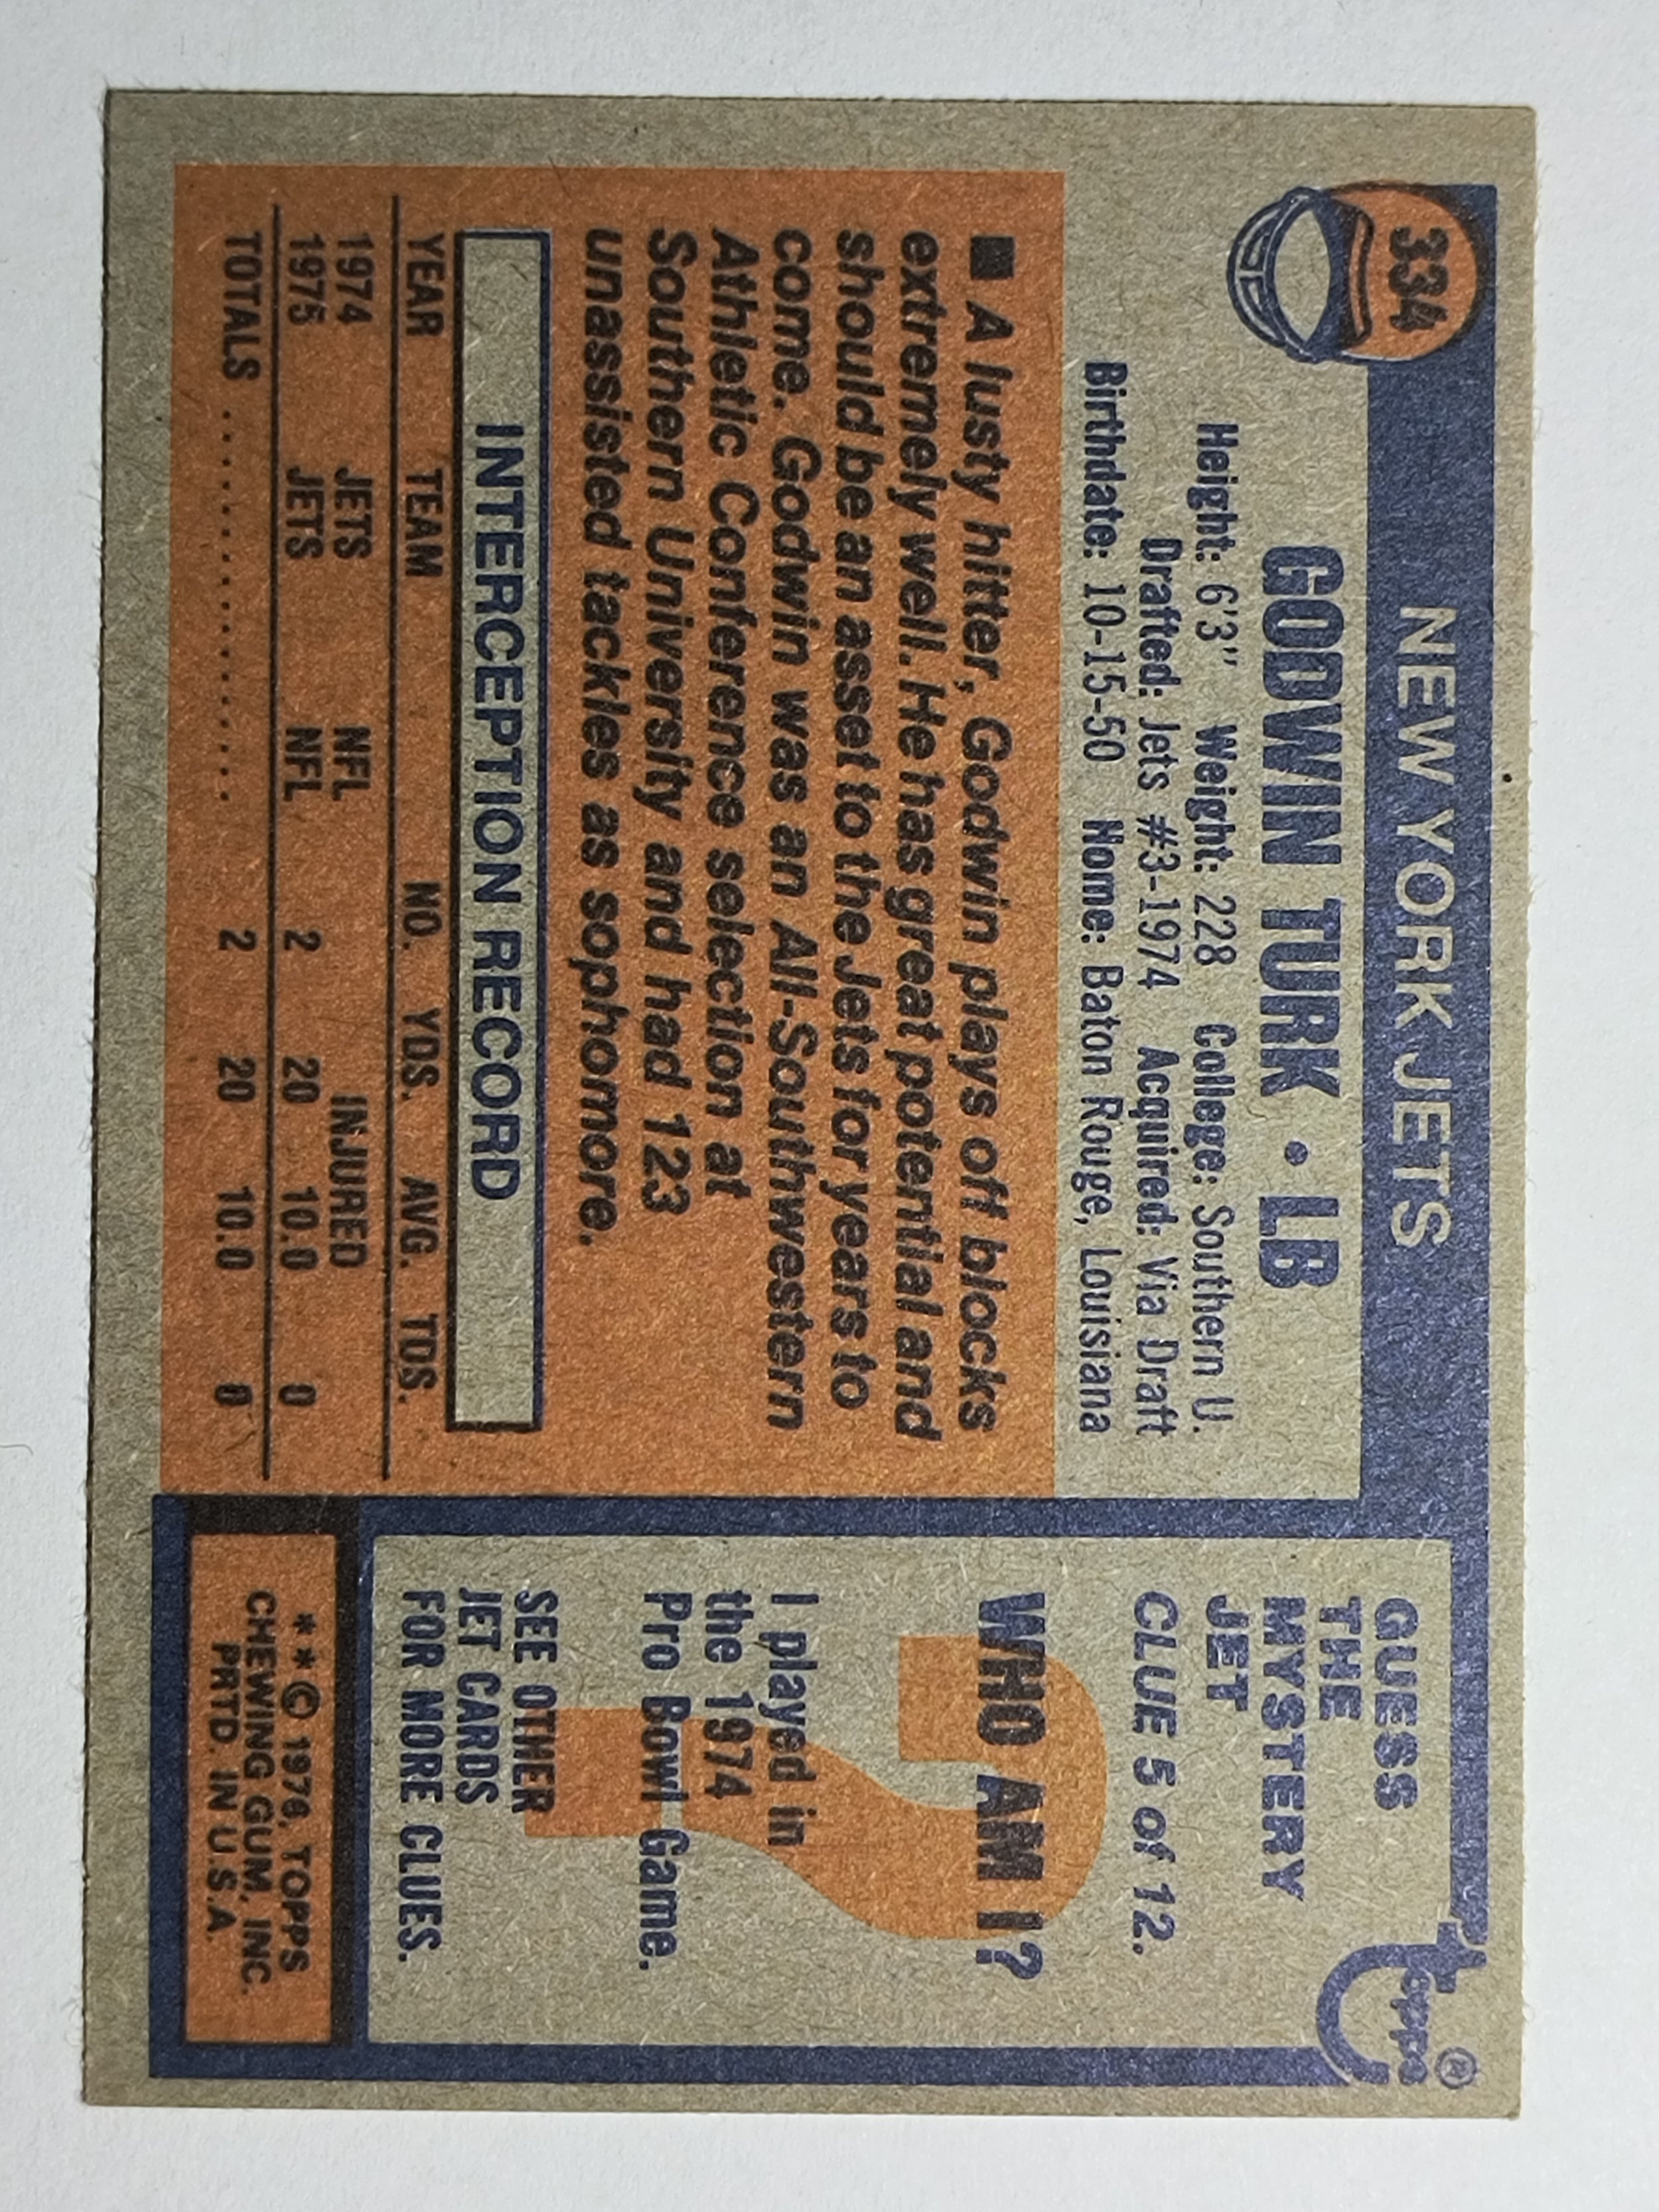 334
NEW YORK JETS
GODWIN TURK • LB
Height: 6'3" Weight: 228 College: Southern U.
Drafted: Jets #3-1974 Acquired: Via Draft
Birthdate: 10-15-50 Home: Baton Rouge, Louisiana
■ A lusty hitter, Godwin plays off blocks
extremely well. He has great potential and
should be an asset to the Jets for years to
come. Godwin was an All-Southwestern
Athletic Conference selection at
Southern University and had 123
unassisted tackles as sophomore.
INTERCEPTION RECORD
YEAR TEAM NO. YDS. AVG. TDS.
1974 JETS NFL INJURED
1975 JETS NFL 2 20 10.0 0
TOTALS .................... 2 20 10.0 0
topps®
GUESS
THE
MYSTERY
JET
CLUE 5 of 12.
WHO AM I?
I played in
the 1974
Pro Bowl Game.
SEE OTHER
JET CARDS
FOR MORE CLUES.
**© 1976, TOPPS
CHEWING GUM, INC.
PRTD. IN U.S.A.